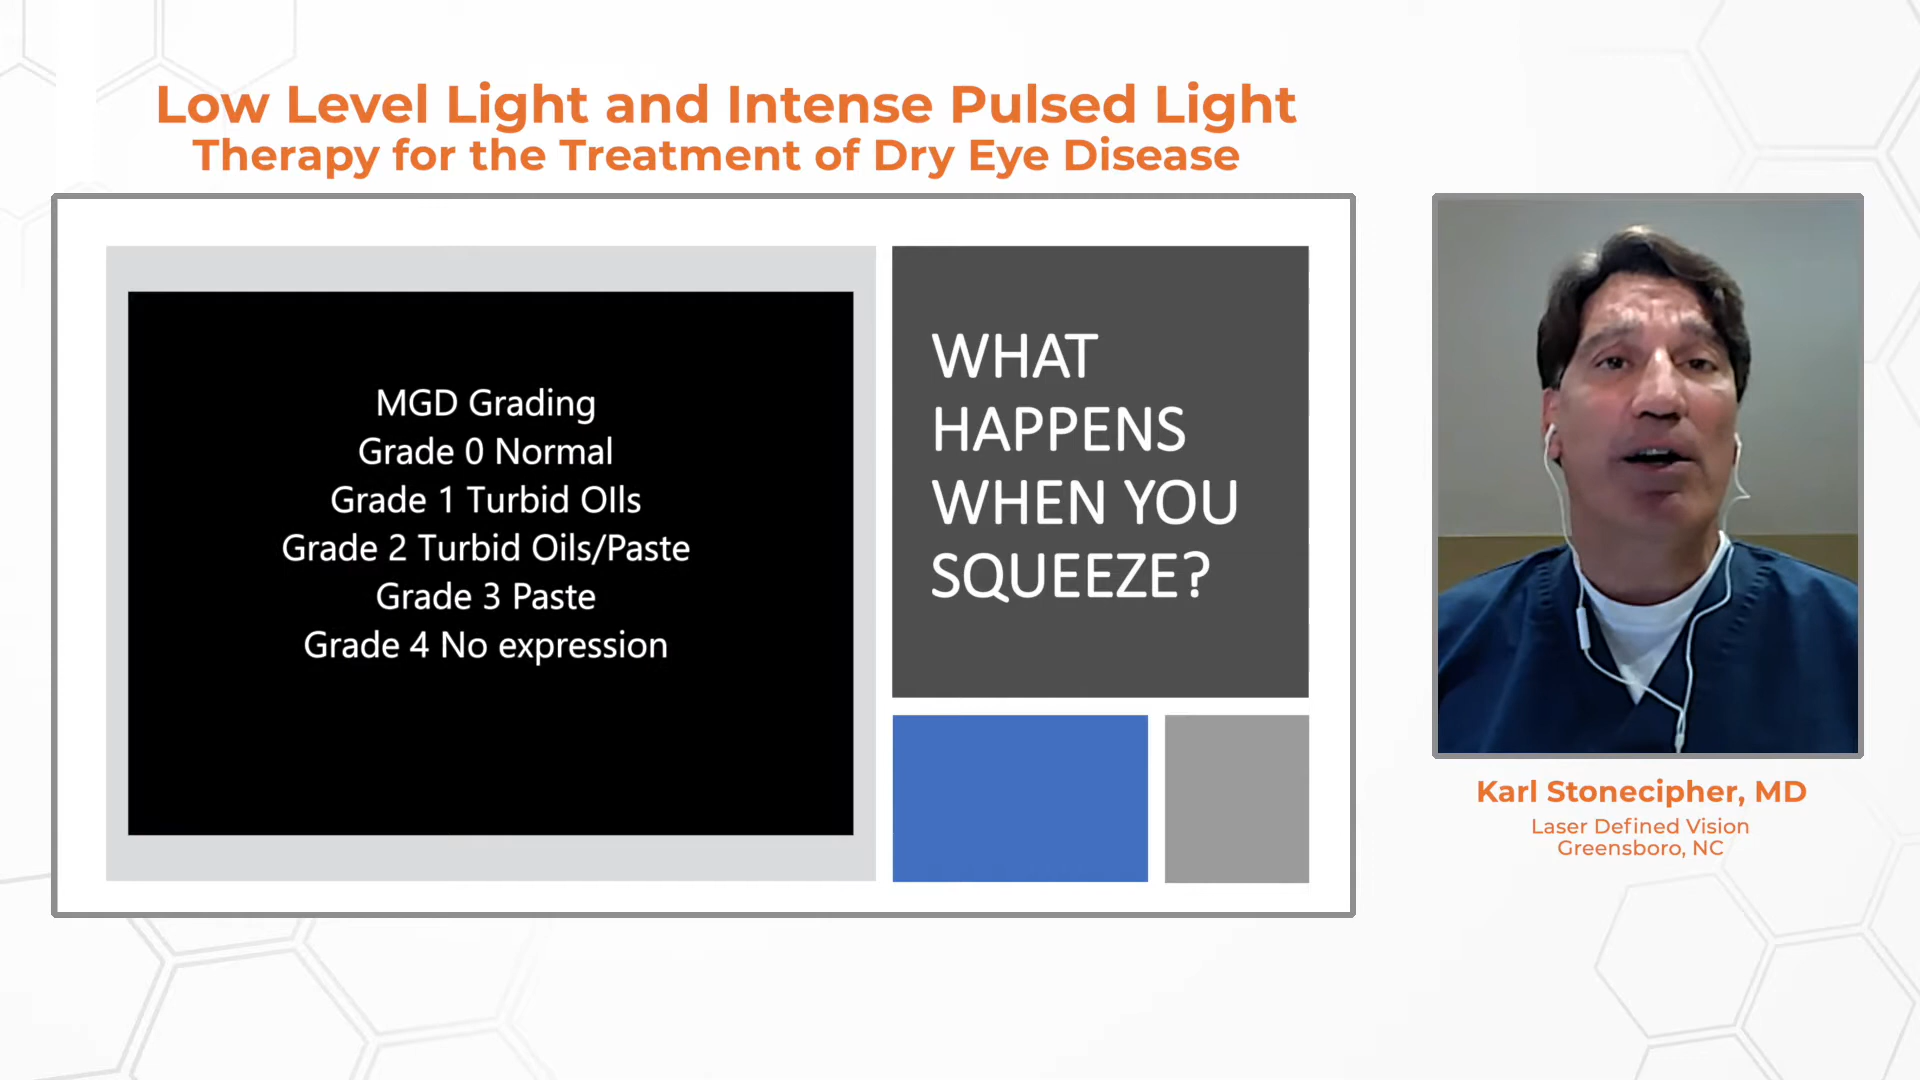 Low Level Light and Intense Pulsed Light
Therapy for the Treatment of Dry Eye Disease
MGD Grading
Grade 0 Normal
Grade 1 Turbid OIls
Grade 2 Turbid Oils/Paste
Grade 3 Paste
Grade 4 No expression
WHAT
HAPPENS
WHEN YOU
SQUEEZE?
Karl Stonecipher, MD
Laser Defined Vision
Greensboro, NC